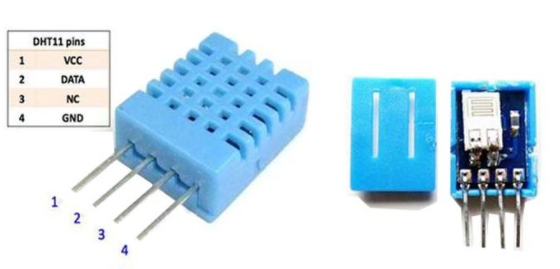 DHT11 pins
1 VCC
2 DATA
3 NC
4 GND
1
2
3
4